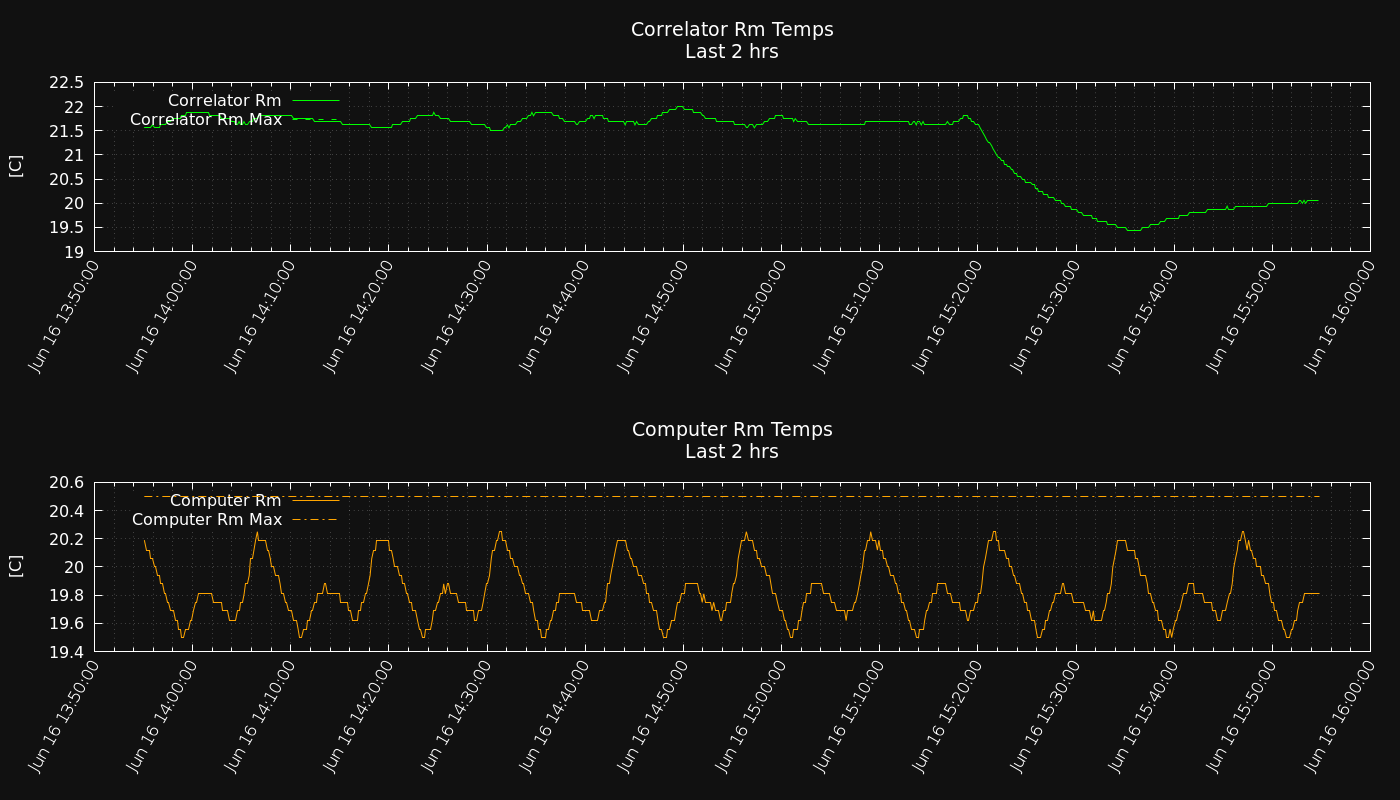 Correlator Rm Temps
Last 2 hrs
22.5
22
21.5
21
20.5
20
19.5
19
[C]
Correlator Rm
Correlator Rm Max
Jun 16 13:50:00
Jun 16 14:00:00
Jun 16 14:10:00
Jun 16 14:20:00
Jun 16 14:30:00
Jun 16 14:40:00
Jun 16 14:50:00
Jun 16 15:00:00
Jun 16 15:10:00
Jun 16 15:20:00
Jun 16 15:30:00
Jun 16 15:40:00
Jun 16 15:50:00
Jun 16 16:00:00
Computer Rm Temps
Last 2 hrs
20.6
20.4
20.2
20
19.8
19.6
19.4
[C]
Computer Rm
Computer Rm Max
Jun 16 13:50:00
Jun 16 14:00:00
Jun 16 14:10:00
Jun 16 14:20:00
Jun 16 14:30:00
Jun 16 14:40:00
Jun 16 14:50:00
Jun 16 15:00:00
Jun 16 15:10:00
Jun 16 15:20:00
Jun 16 15:30:00
Jun 16 15:40:00
Jun 16 15:50:00
Jun 16 16:00:00